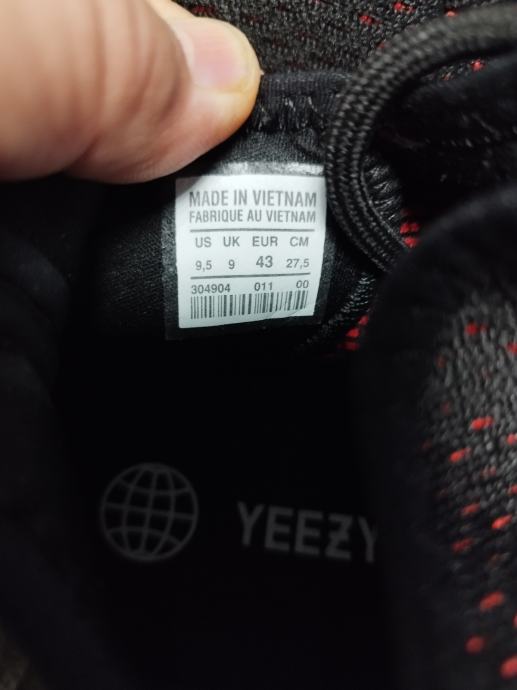 MADE IN VIETNAM
FABRIQUE AU VIETNAM
US UK EUR CM
9,5 9 43 27,5
304904 011 00
YEEZY